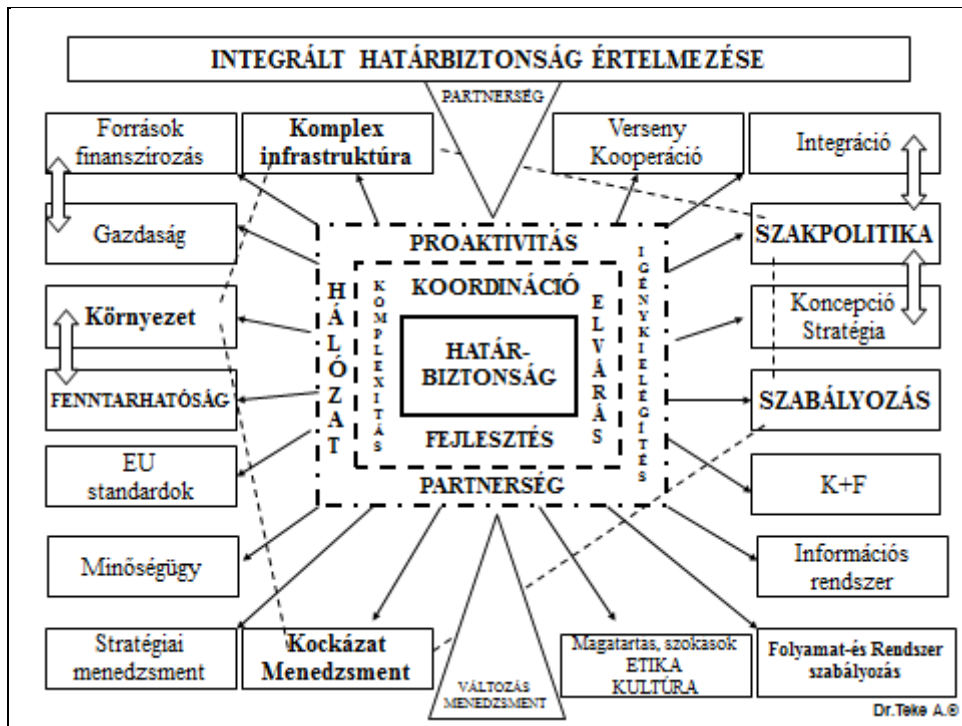 INTEGRÁLT HATÁRBIZTONSÁG ÉRTELMEZÉSE
PARTNERSÉG
Források
finanszírozás
Komplex
infrastruktúra
Verseny
Kooperáció
Integráció
Gazdaság
SZAKPOLITIKA
Környezet
Koncepció
Stratégia
FENNTARHATÓSÁG
SZABÁLYOZÁS
EU
standardok
K+F
Minőségügy
Információs
rendszer
Stratégiai
menedzsment
Kockázat
Menedzsment
Magatartas, szokasok
ETIKA
KULTÚRA
Folyamat-és Rendszer
szabályozás
PROAKTIVITÁS
HÁLÓZAT
IGÉNYKIELÉGÍTÉS
PARTNERSÉG
KOORDINÁCIÓ
KOMPLEXITÁS
ELVÁRÁS
FEJLESZTÉS
HATÁR-
BIZTONSÁG
VÁLTOZÁS
MENEDZSMENT
Dr.Teke A.©